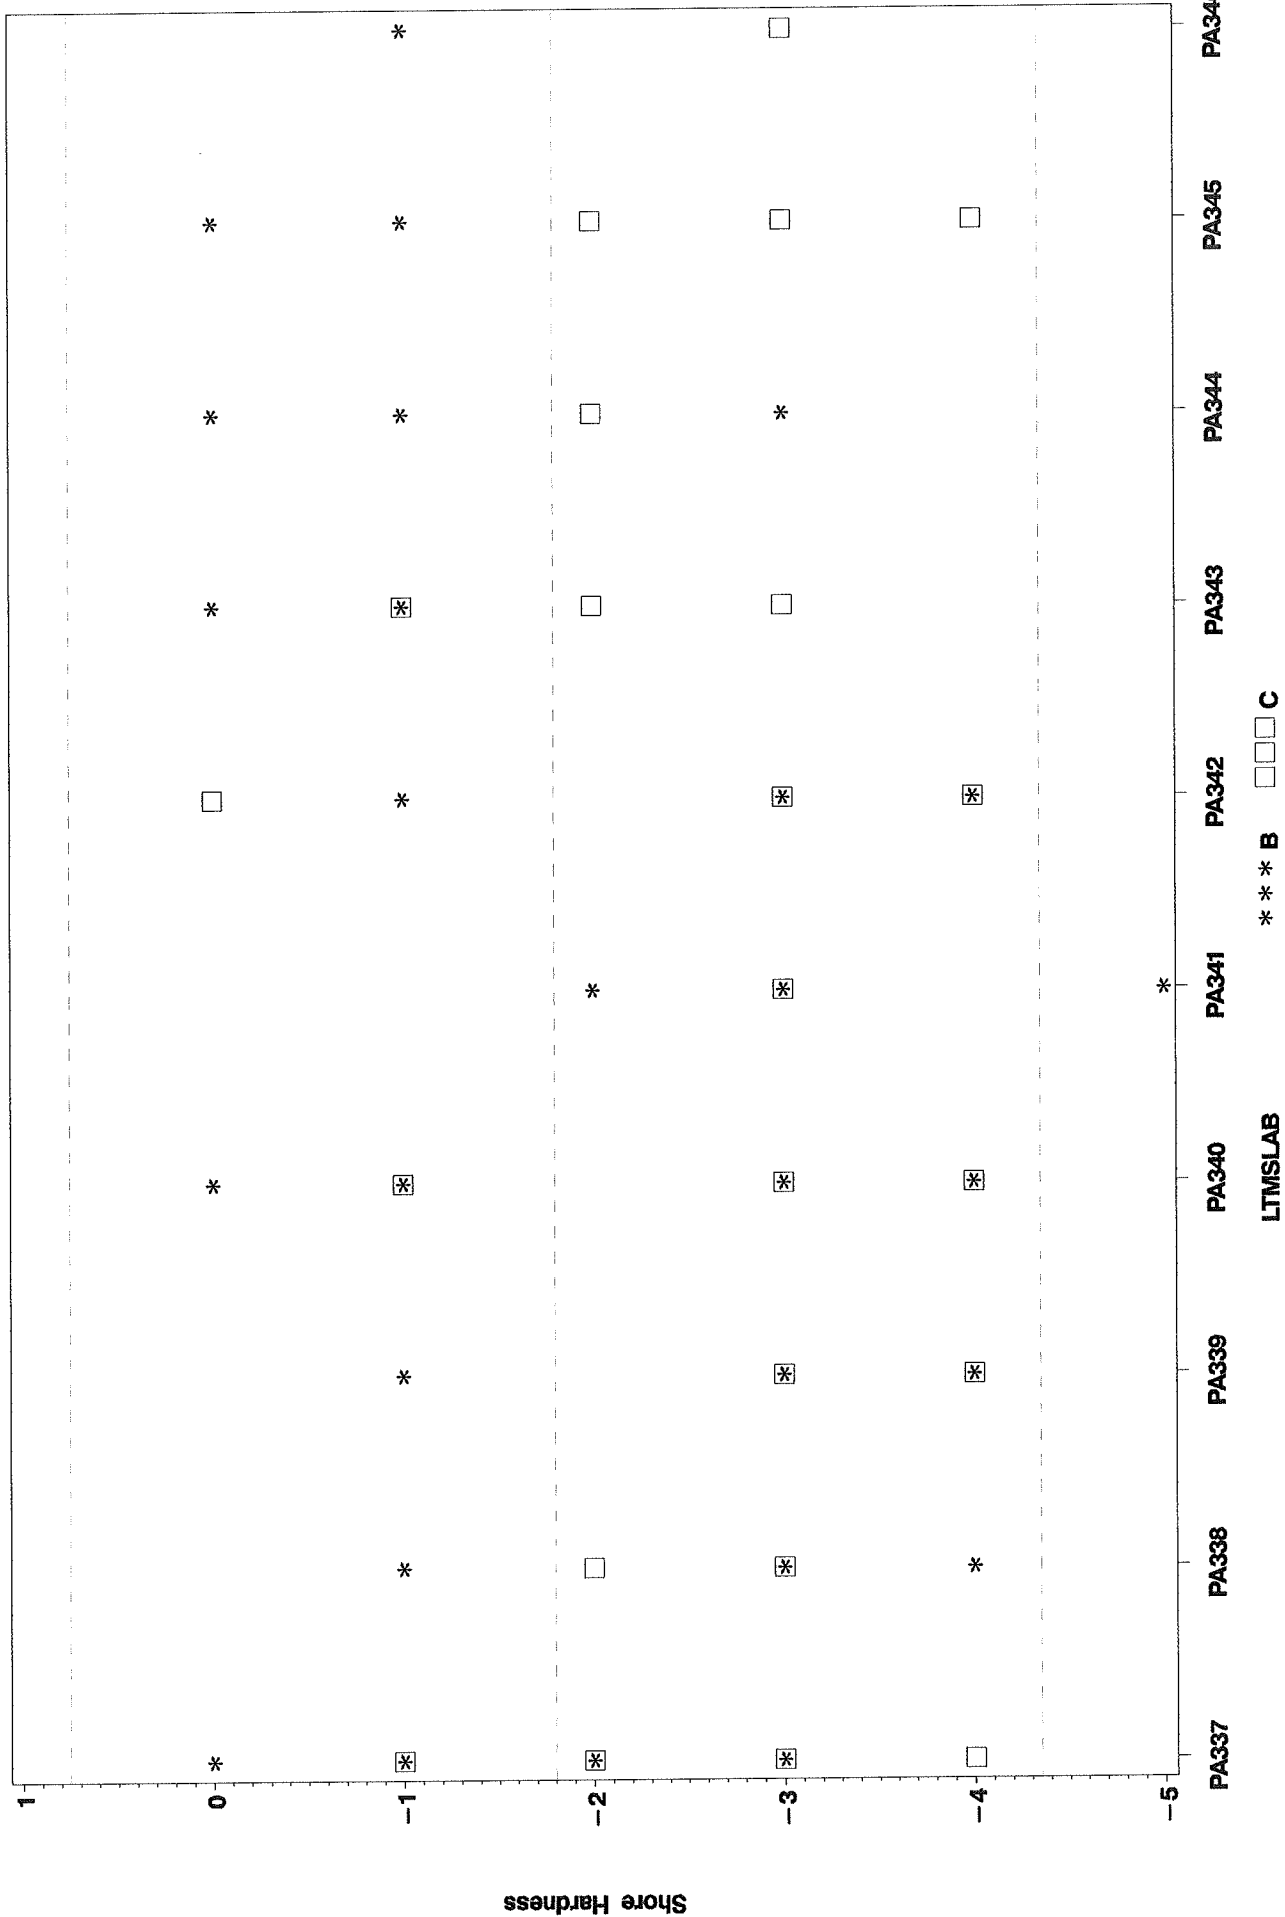 Shore Hardness
1
0
-1
-2
-3
-4
-5
PA337
PA338
PA339
PA340
PA341
PA342
PA343
PA344
PA345
LTMSLAB * * * B □ □ □ C